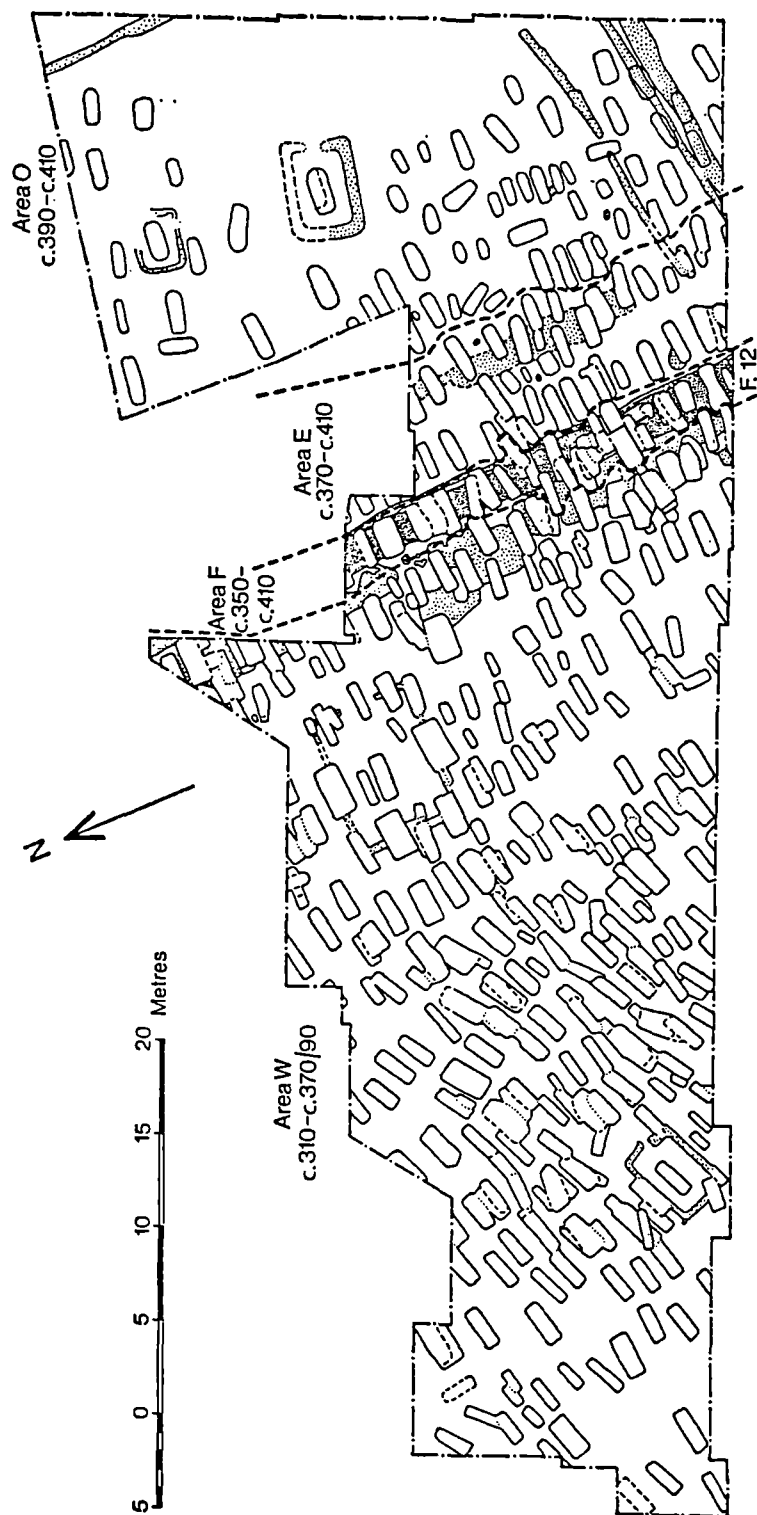 Area O
c.390-c.410
Area E
c.370-c.410
Area F
c.350-
c.410
F. 12
N
Area W
c.310-c.370/90
5 0 5 10 15 20
Metres